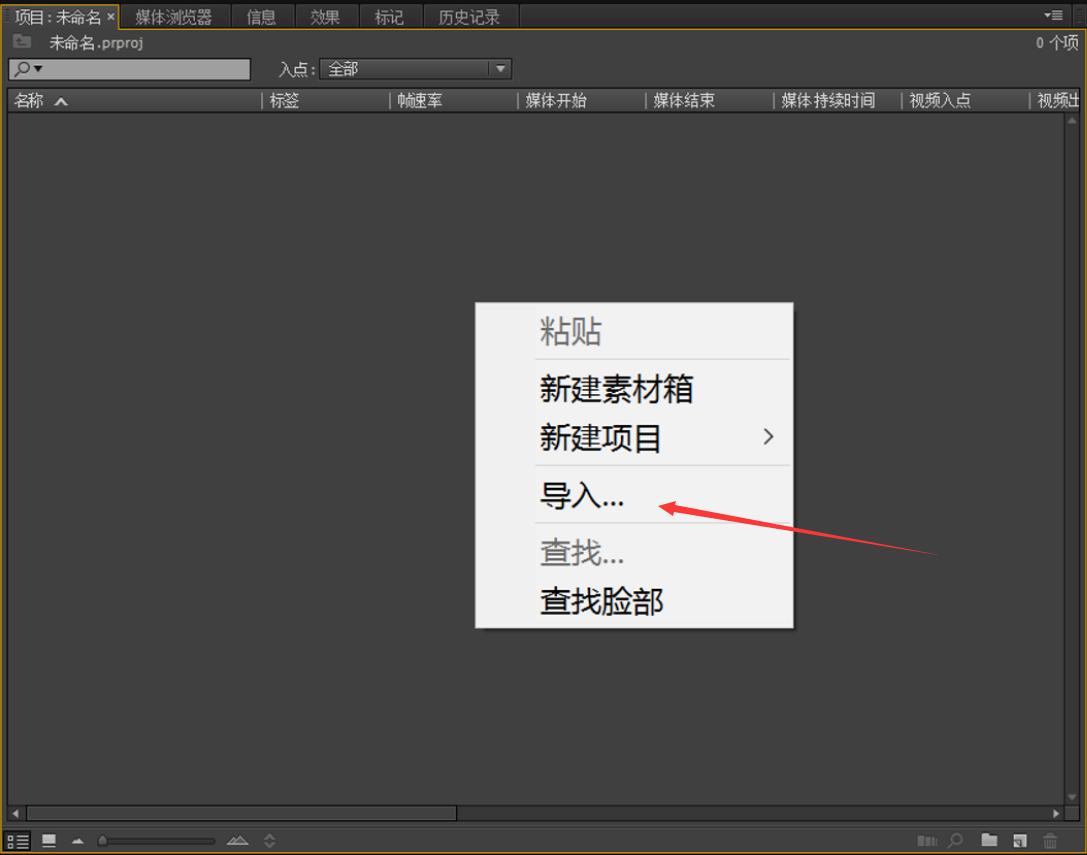 项目:未命名 × 媒体浏览器 信息 效果 标记 历史记录
未命名.prproj 0 个项
入点: 全部
名称 标签 帧速率 媒体开始 媒体结束 媒体持续时间 视频入点 视频出
粘贴
新建素材箱
新建项目
导入...
查找...
查找脸部